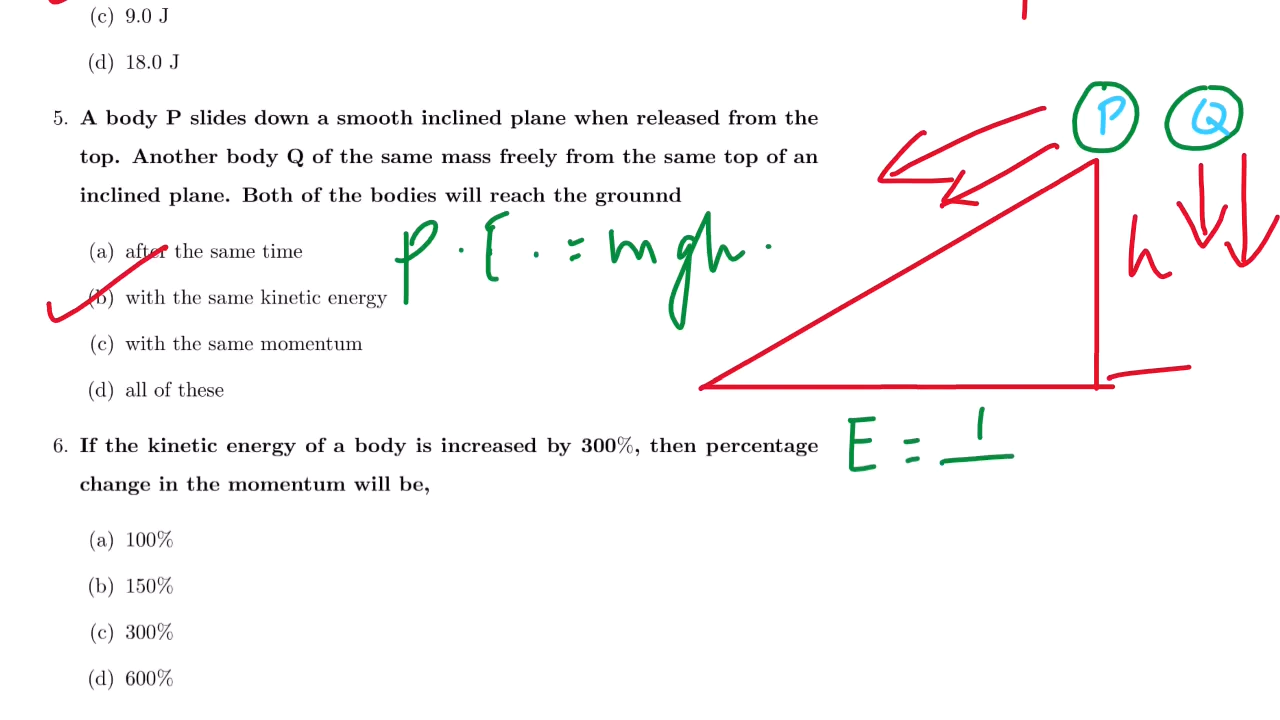 (c) 9.0 J
(d) 18.0 J
5. A body P slides down a smooth inclined plane when released from the
top. Another body Q of the same mass freely from the same top of an
inclined plane. Both of the bodies will reach the grounnd
(a) after the same time
(b) with the same kinetic energy
(c) with the same momentum
(d) all of these
P.E. = mgh.
P
Q
h
6. If the kinetic energy of a body is increased by 300%, then percentage
change in the momentum will be,
E = 1
(a) 100%
(b) 150%
(c) 300%
(d) 600%